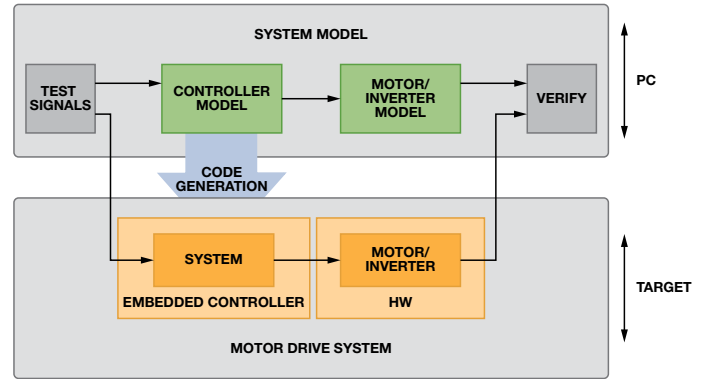 SYSTEM MODEL
TEST
SIGNALS
CONTROLLER
MODEL
MOTOR/
INVERTER
MODEL
VERIFY
PC
CODE
GENERATION
SYSTEM
MOTOR/
INVERTER
EMBEDDED CONTROLLER
HW
TARGET
MOTOR DRIVE SYSTEM